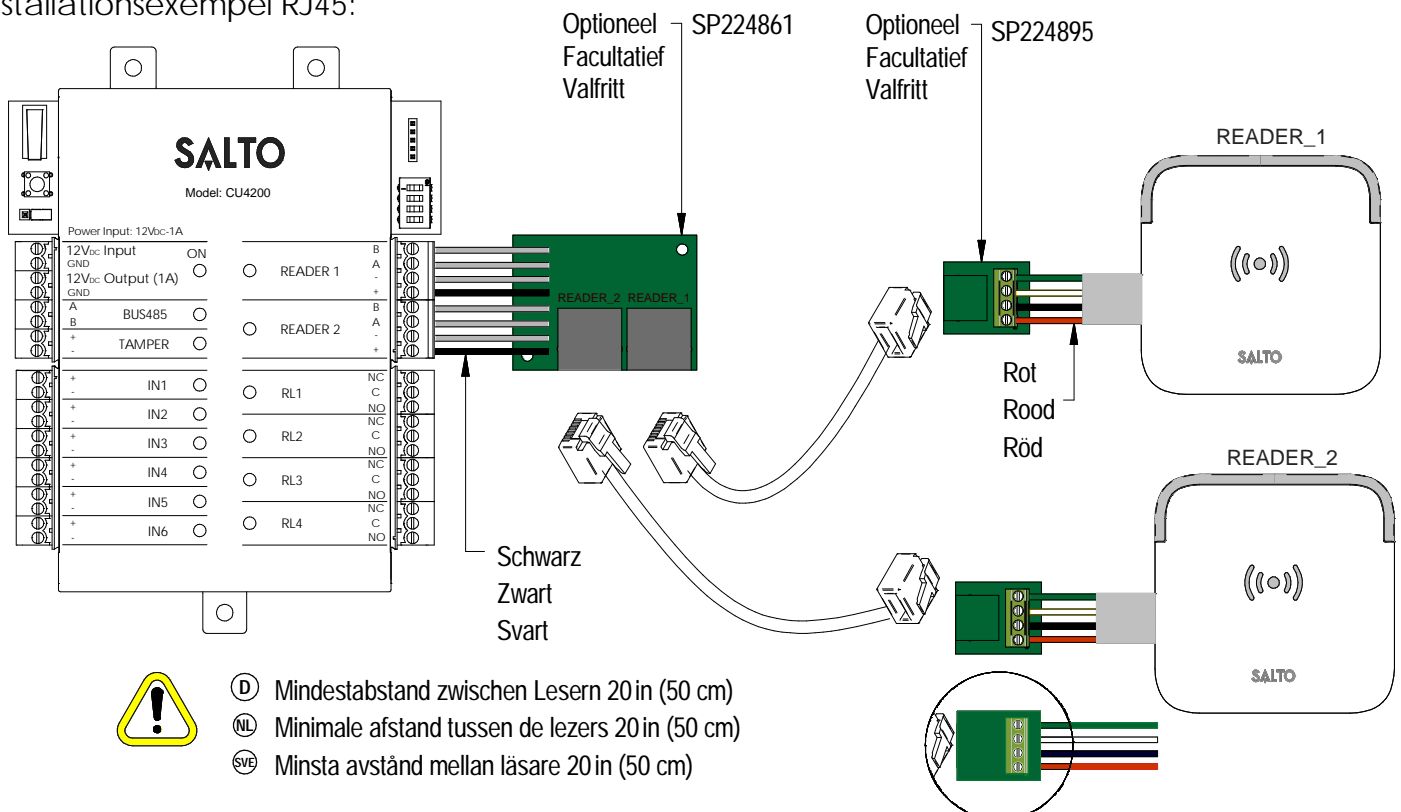 stallationsexempel RJ45:
Optioneel
Facultatief
Valfritt
SP224861
Optioneel
Facultatief
Valfritt
SP224895
READER_1
SALTO
Model: CU4200
Power Input: 12VDC-1A
12VDC Input
GND
12VDC Output (1A)
GND
ON
A
B
BUS485
+
-
TAMPER
+
-
IN1
+
-
IN2
+
-
IN3
+
-
IN4
+
-
IN5
+
-
IN6
READER 1
B
A
-
+
READER 2
B
A
-
+
RL1
NC
C
NO
RL2
NC
C
NO
RL3
NC
C
NO
RL4
NC
C
NO
READER_2 READER_1
SALTO
Rot
Rood
Röd
READER_2
SALTO
Schwarz
Zwart
Svart
D Mindestabstand zwischen Lesern 20 in (50 cm)
NL Minimale afstand tussen de lezers 20 in (50 cm)
SVE Minsta avstånd mellan läsare 20 in (50 cm)